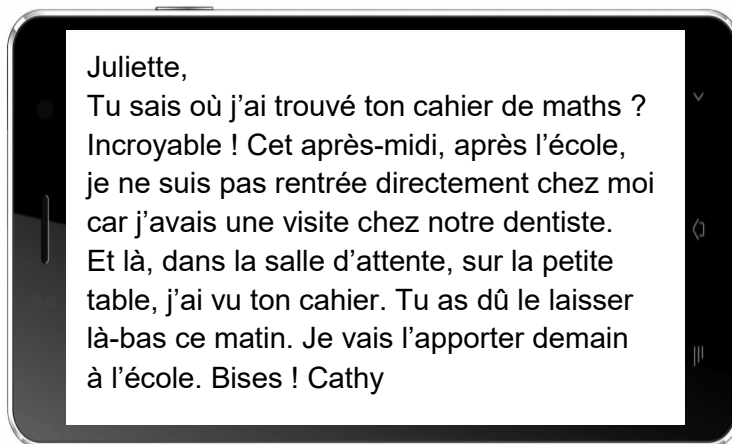 Juliette,
Tu sais où j’ai trouvé ton cahier de maths ?
Incroyable ! Cet après-midi, après l’école,
je ne suis pas rentrée directement chez moi
car j’avais une visite chez notre dentiste.
Et là, dans la salle d’attente, sur la petite
table, j’ai vu ton cahier. Tu as dû le laisser
là-bas ce matin. Je vais l’apporter demain
à l’école. Bises ! Cathy